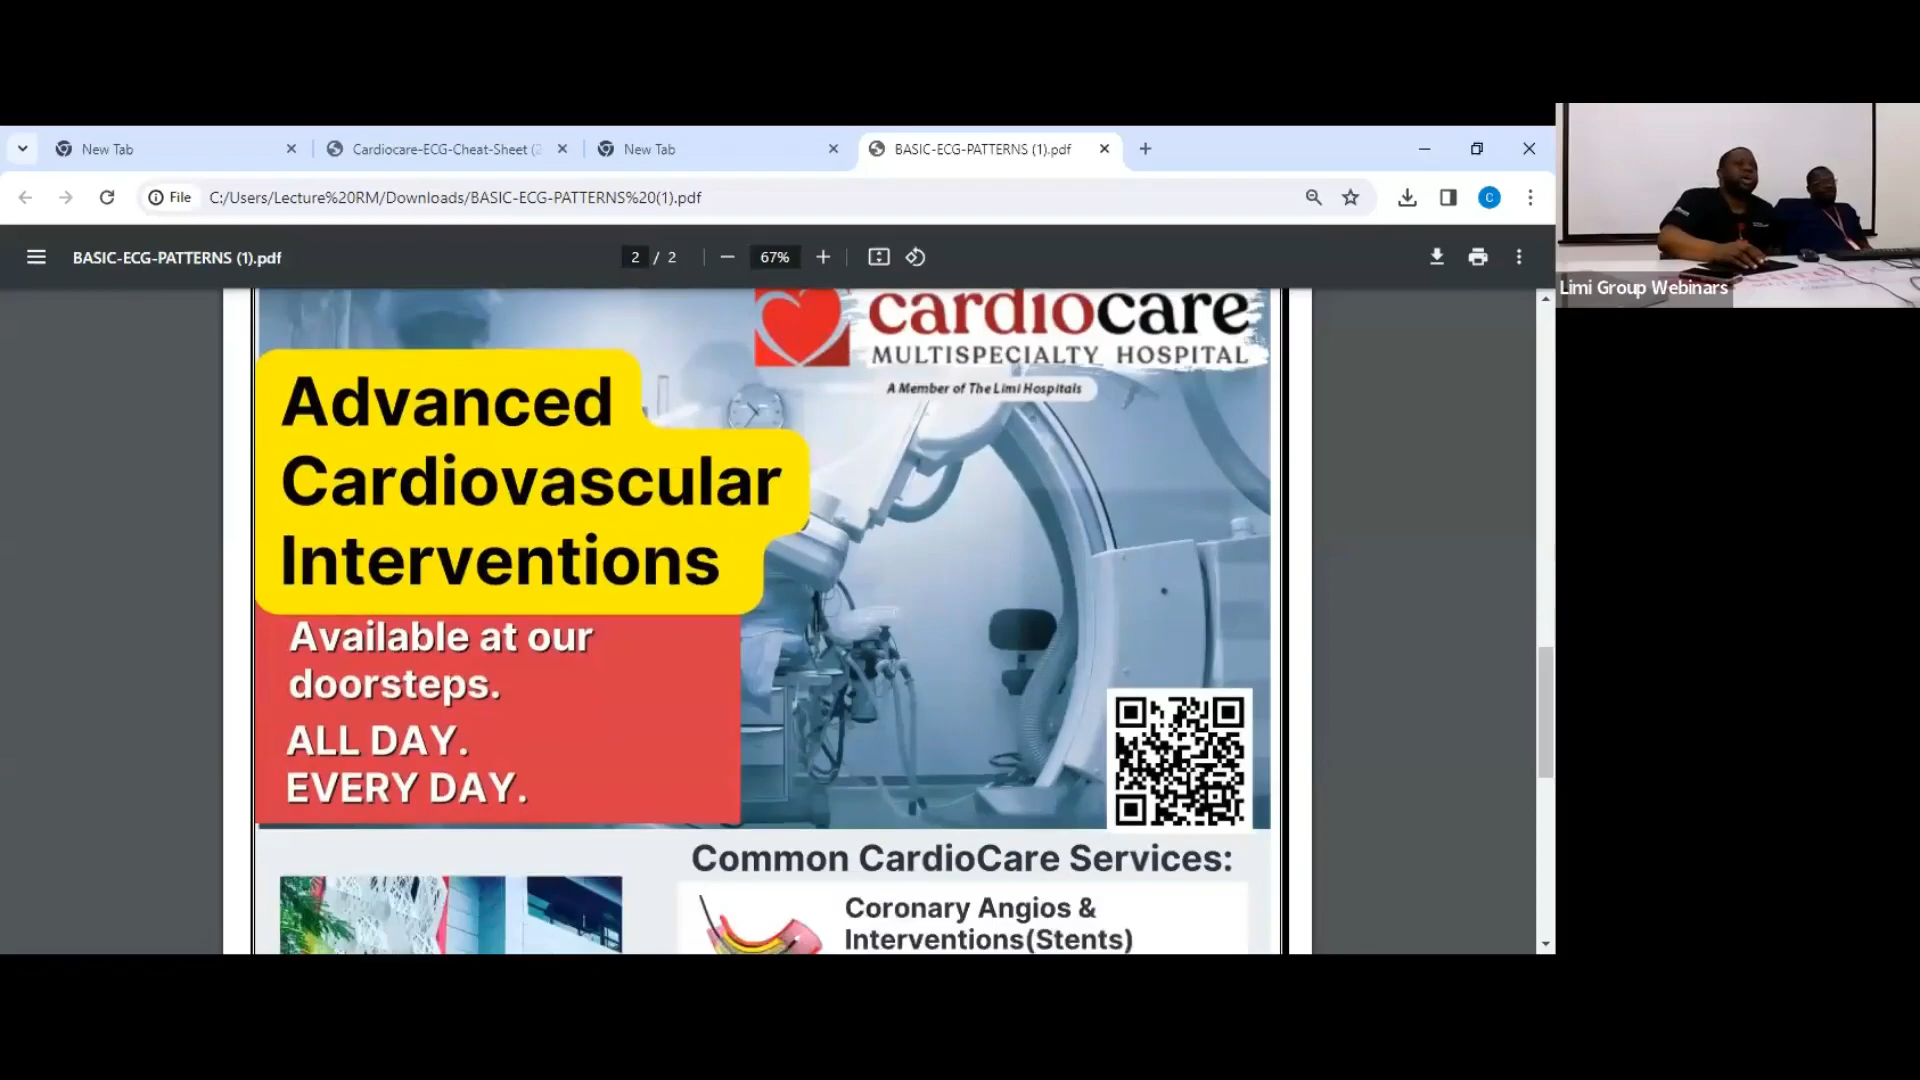 New Tab
Cardiocare-ECG-Cheat-Sheet (2
New Tab
BASIC-ECG-PATTERNS (1).pdf
File
C:/Users/Lecture%20RM/Downloads/BASIC-ECG-PATTERNS%20(1).pdf
C
BASIC-ECG-PATTERNS (1).pdf
2 / 2
67%
Limi Group Webinars
cardiocare
MULTISPECIALTY HOSPITAL
A Member of The Limi Hospitals
Advanced
Cardiovascular
Interventions
Available at our
doorsteps.
ALL DAY.
EVERY DAY.
Common CardioCare Services:
Coronary Angios &
Interventions(Stents)